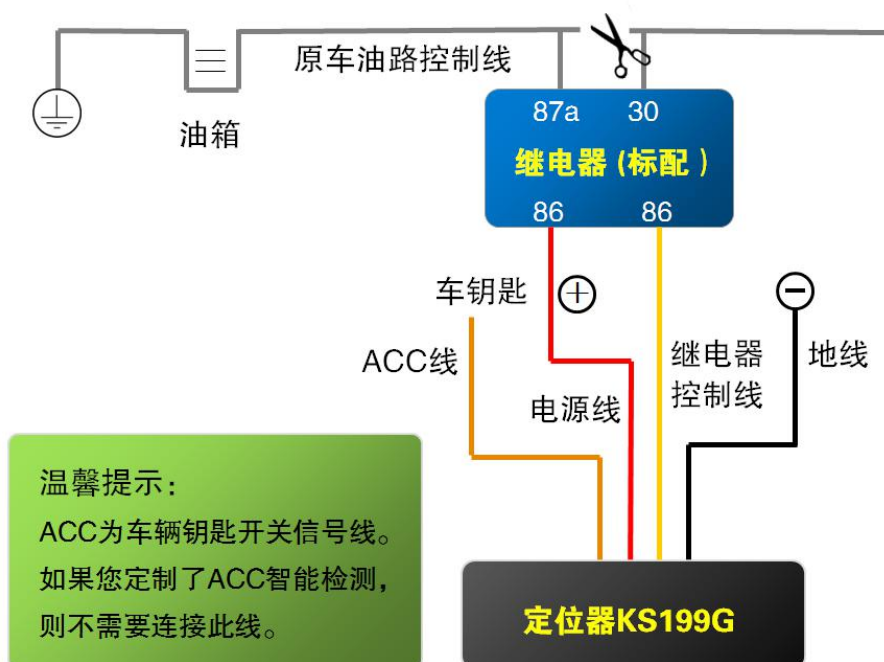 原车油路控制线
油箱
87a 30
继电器 (标配 )
86 86
车钥匙
ACC线
电源线
继电器
控制线
地线
温馨提示：
ACC为车辆钥匙开关信号线。
如果您定制了ACC智能检测，
则不需要连接此线。
定位器KS199G